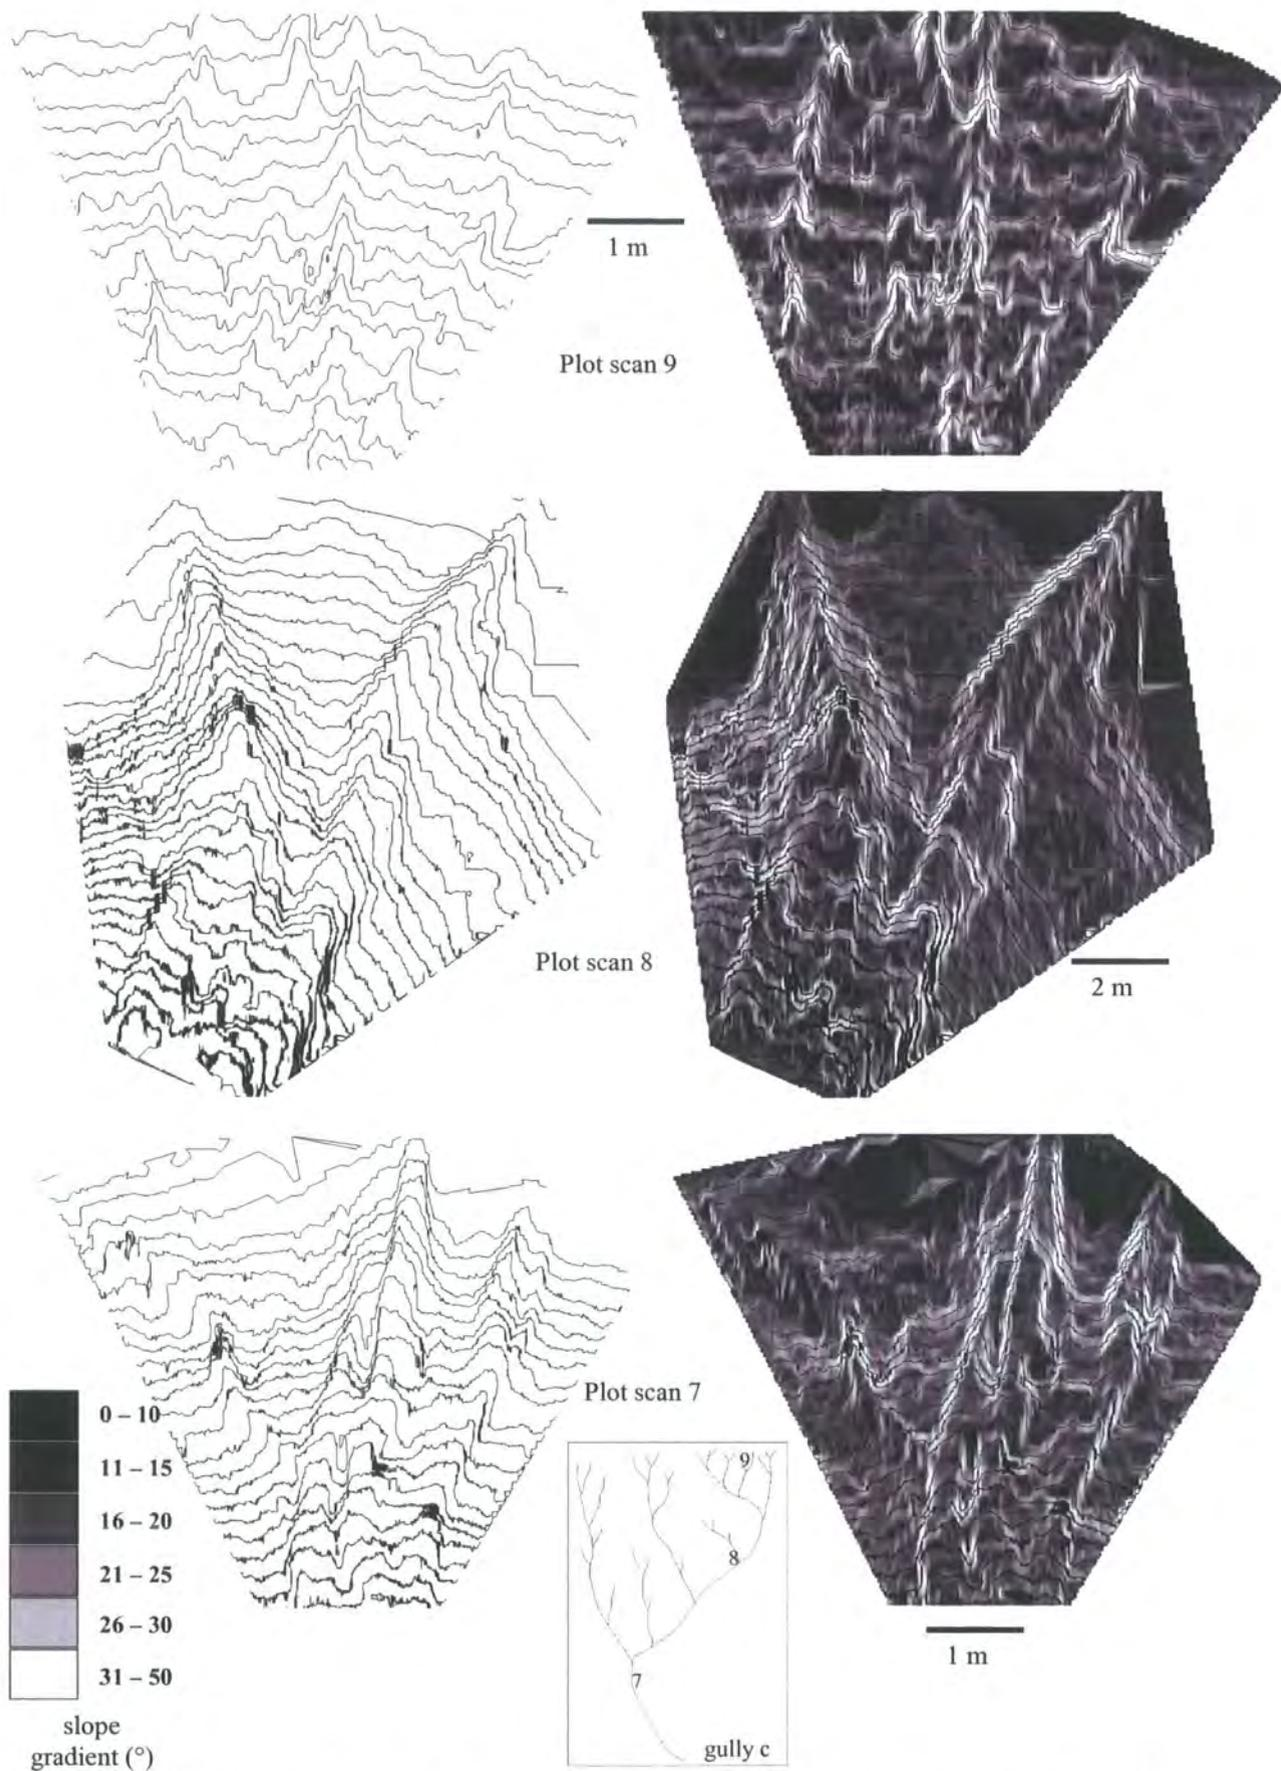 1 m
Plot scan 9
Plot scan 8
2 m
Plot scan 7
0 – 10
11 – 15
16 – 20
21 – 25
26 – 30
31 – 50
slope
gradient (°)
9
8
7
gully c
1 m